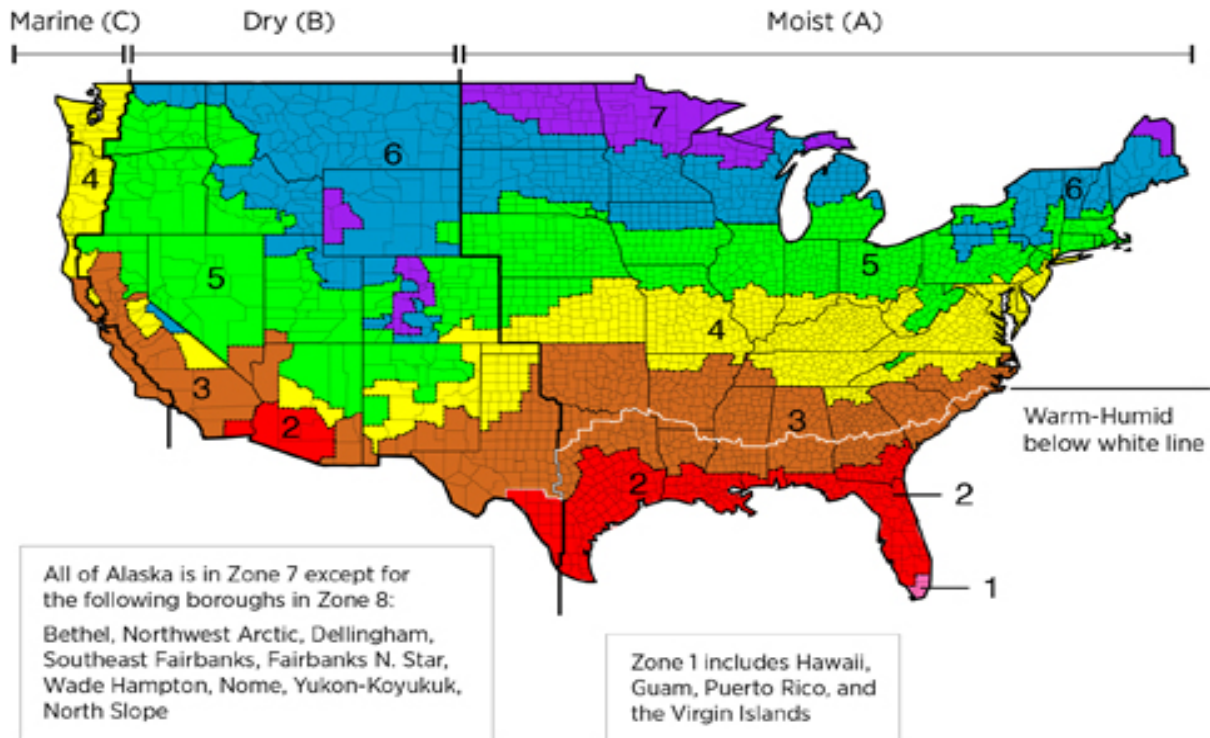 Marine (C) Dry (B) Moist (A)
7
6
6
4
5
5
4
3
3
Warm-Humid
below white line
2
2
2
1
All of Alaska is in Zone 7 except for
the following boroughs in Zone 8:
Bethel, Northwest Arctic, Dellingham,
Southeast Fairbanks, Fairbanks N. Star,
Wade Hampton, Nome, Yukon-Koyukuk,
North Slope
Zone 1 includes Hawaii,
Guam, Puerto Rico, and
the Virgin Islands